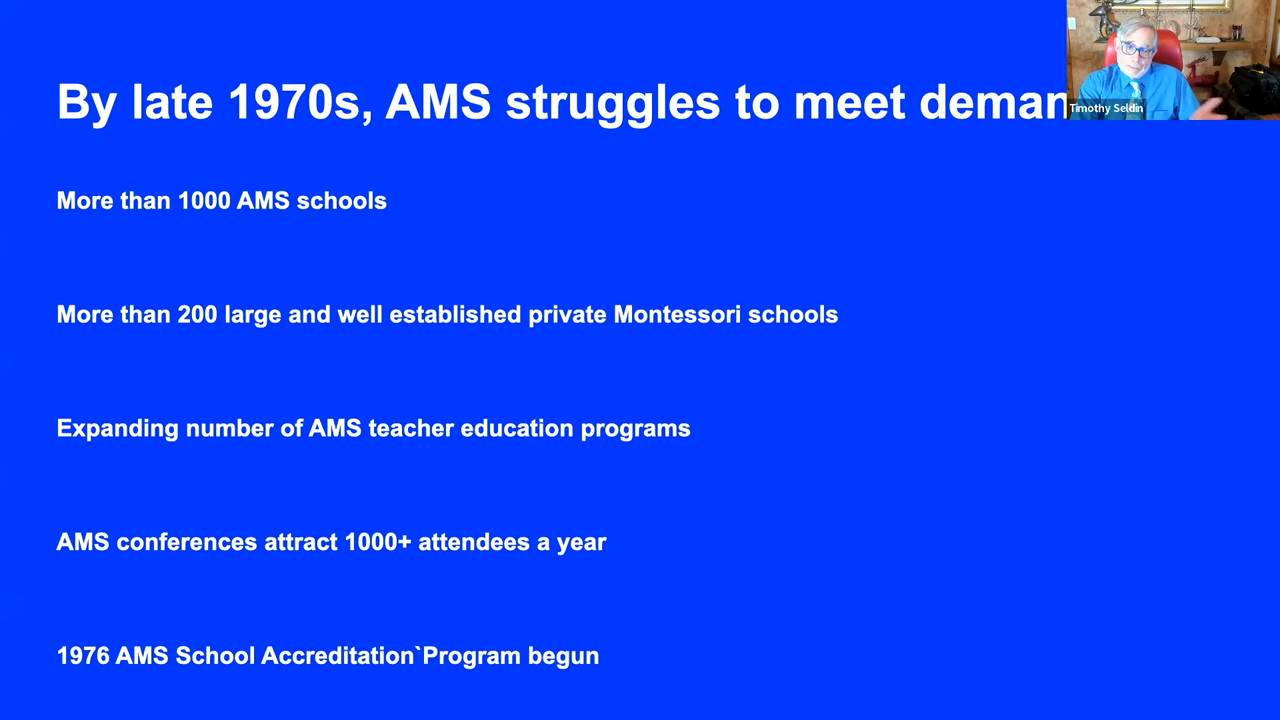 By late 1970s, AMS struggles to meet deman
Timothy Seldin
More than 1000 AMS schools
More than 200 large and well established private Montessori schools
Expanding number of AMS teacher education programs
AMS conferences attract 1000+ attendees a year
1976 AMS School Accreditation`Program begun